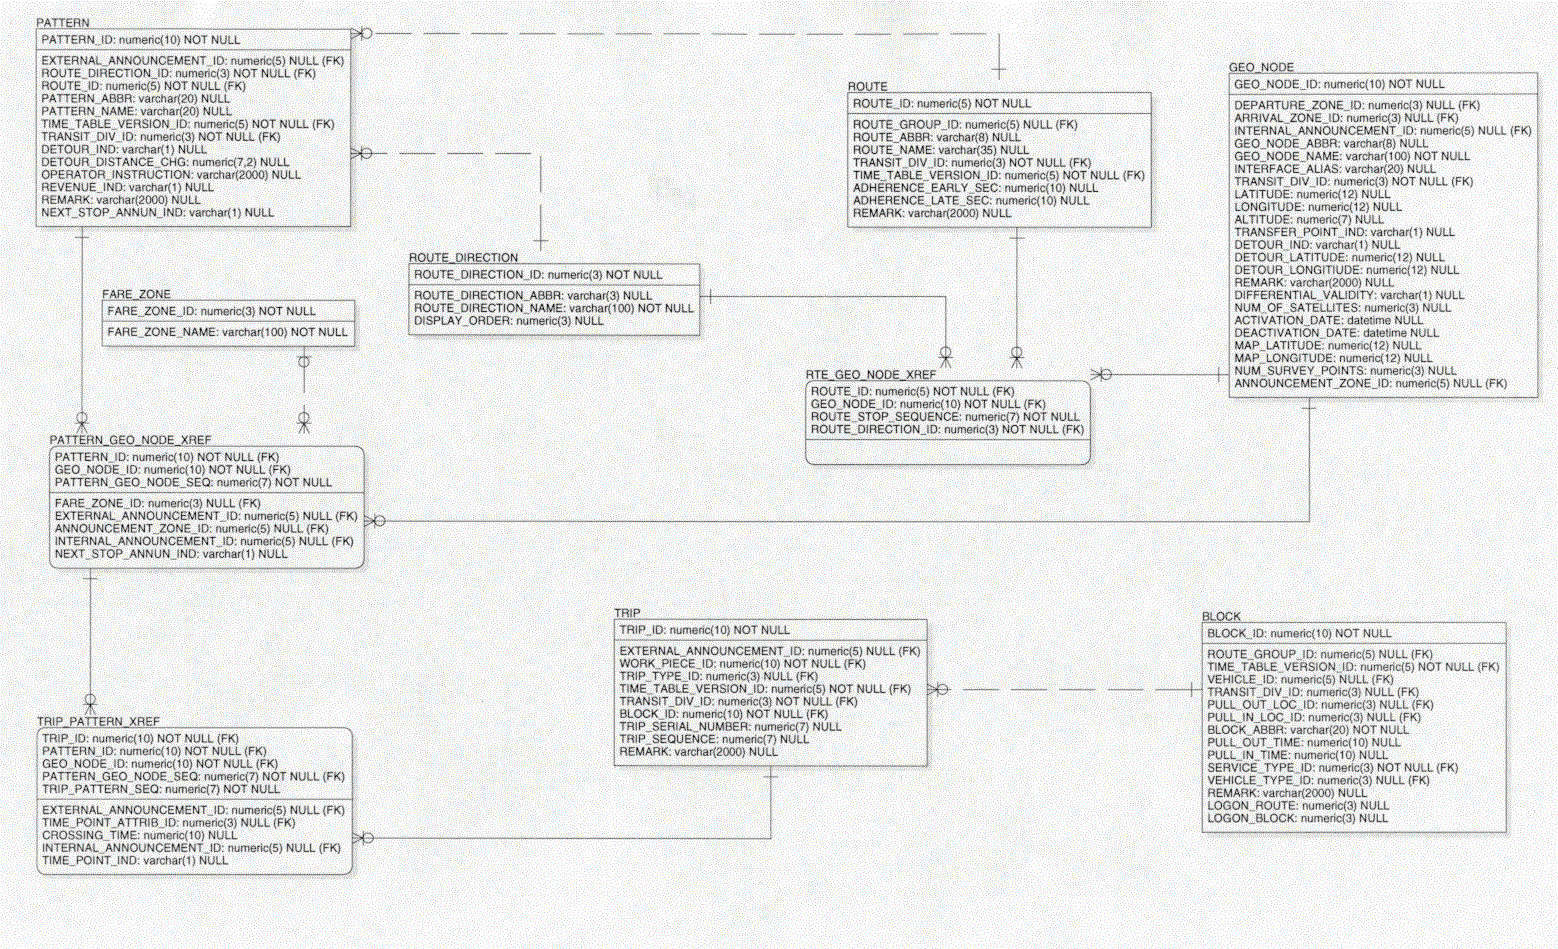 PATTERN
PATTERN_ID: numeric(10) NOT NULL
EXTERNAL_ANNOUNCEMENT_ID: numeric(5) NULL (FK)
ROUTE_DIRECTION_ID: numeric(3) NOT NULL (FK)
ROUTE_ID: numeric(5) NOT NULL (FK)
PATTERN_ABBR: varchar(20) NULL
PATTERN_NAME: varchar(20) NULL
TIME_TABLE_VERSION_ID: numeric(5) NOT NULL (FK)
TRANSIT_DIV_ID: numeric(3) NOT NULL (FK)
DETOUR_IND: varchar(1) NULL
DETOUR_DISTANCE_CHG: numeric(7,2) NULL
OPERATOR_INSTRUCTION: varchar(2000) NULL
REVENUE_IND: varchar(1) NULL
REMARK: varchar(2000) NULL
NEXT_STOP_ANNUN_IND: varchar(1) NULL
ROUTE
ROUTE_ID: numeric(5) NOT NULL
ROUTE_GROUP_ID: numeric(5) NULL (FK)
ROUTE_ABBR: varchar(8) NULL
ROUTE_NAME: varchar(35) NULL
TRANSIT_DIV_ID: numeric(3) NOT NULL (FK)
TIME_TABLE_VERSION_ID: numeric(5) NOT NULL (FK)
ADHERENCE_EARLY_SEC: numeric(10) NULL
ADHERENCE_LATE_SEC: numeric(10) NULL
REMARK: varchar(2000) NULL
GEO_NODE
GEO_NODE_ID: numeric(10) NOT NULL
DEPARTURE_ZONE_ID: numeric(3) NULL (FK)
ARRIVAL_ZONE_ID: numeric(3) NULL (FK)
INTERNAL_ANNOUNCEMENT_ID: numeric(5) NULL (FK)
GEO_NODE_ABBR: varchar(8) NULL
GEO_NODE_NAME: varchar(100) NOT NULL
INTERFACE_ALIAS: varchar(20) NULL
TRANSIT_DIV_ID: numeric(3) NOT NULL (FK)
LATITUDE: numeric(12) NULL
LONGITUDE: numeric(12) NULL
ALTITUDE: numeric(7) NULL
TRANSFER_POINT_IND: varchar(1) NULL
DETOUR_IND: varchar(1) NULL
DETOUR_LATITUDE: numeric(12) NULL
DETOUR_LONGITIUDE: numeric(12) NULL
REMARK: varchar(2000) NULL
DIFFERENTIAL_VALIDITY: varchar(1) NULL
NUM_OF_SATELLITES: numeric(3) NULL
ACTIVATION_DATE: datetime NULL
DEACTIVATION_DATE: datetime NULL
MAP_LATITUDE: numeric(12) NULL
MAP_LONGITUDE: numeric(12) NULL
NUM_SURVEY_POINTS: numeric(3) NULL
ANNOUNCEMENT_ZONE_ID: numeric(5) NULL (FK)
ROUTE_DIRECTION
ROUTE_DIRECTION_ID: numeric(3) NOT NULL
ROUTE_DIRECTION_ABBR: varchar(3) NULL
ROUTE_DIRECTION_NAME: varchar(100) NOT NULL
DISPLAY_ORDER: numeric(3) NULL
FARE_ZONE
FARE_ZONE_ID: numeric(3) NOT NULL
FARE_ZONE_NAME: varchar(100) NOT NULL
RTE_GEO_NODE_XREF
ROUTE_ID: numeric(5) NOT NULL (FK)
GEO_NODE_ID: numeric(10) NOT NULL (FK)
ROUTE_STOP_SEQUENCE: numeric(7) NOT NULL
ROUTE_DIRECTION_ID: numeric(3) NOT NULL (FK)
PATTERN_GEO_NODE_XREF
PATTERN_ID: numeric(10) NOT NULL (FK)
GEO_NODE_ID: numeric(10) NOT NULL (FK)
PATTERN_GEO_NODE_SEQ: numeric(7) NOT NULL
FARE_ZONE_ID: numeric(3) NULL (FK)
EXTERNAL_ANNOUNCEMENT_ID: numeric(5) NULL (FK)
ANNOUNCEMENT_ZONE_ID: numeric(5) NULL (FK)
INTERNAL_ANNOUNCEMENT_ID: numeric(5) NULL (FK)
NEXT_STOP_ANNUN_IND: varchar(1) NULL
TRIP
TRIP_ID: numeric(10) NOT NULL
EXTERNAL_ANNOUNCEMENT_ID: numeric(5) NULL (FK)
WORK_PIECE_ID: numeric(10) NOT NULL (FK)
TRIP_TYPE_ID: numeric(3) NULL (FK)
TIME_TABLE_VERSION_ID: numeric(5) NOT NULL (FK)
TRANSIT_DIV_ID: numeric(3) NOT NULL (FK)
BLOCK_ID: numeric(10) NOT NULL (FK)
TRIP_SERIAL_NUMBER: numeric(7) NULL
TRIP_SEQUENCE: numeric(7) NULL
REMARK: varchar(2000) NULL
BLOCK
BLOCK_ID: numeric(10) NOT NULL
ROUTE_GROUP_ID: numeric(5) NULL (FK)
TIME_TABLE_VERSION_ID: numeric(5) NOT NULL (FK)
VEHICLE_ID: numeric(5) NULL (FK)
TRANSIT_DIV_ID: numeric(3) NULL (FK)
PULL_OUT_LOC_ID: numeric(3) NULL (FK)
PULL_IN_LOC_ID: numeric(3) NULL (FK)
BLOCK_ABBR: varchar(20) NOT NULL
PULL_OUT_TIME: numeric(10) NULL
PULL_IN_TIME: numeric(10) NULL
SERVICE_TYPE_ID: numeric(3) NOT NULL (FK)
VEHICLE_TYPE_ID: numeric(3) NULL (FK)
REMARK: varchar(2000) NULL
LOGON_ROUTE: numeric(3) NULL
LOGON_BLOCK: numeric(3) NULL
TRIP_PATTERN_XREF
TRIP_ID: numeric(10) NOT NULL (FK)
PATTERN_ID: numeric(10) NOT NULL (FK)
GEO_NODE_ID: numeric(10) NOT NULL (FK)
PATTERN_GEO_NODE_SEQ: numeric(7) NOT NULL (FK)
TRIP_PATTERN_SEQ: numeric(7) NOT NULL
EXTERNAL_ANNOUNCEMENT_ID: numeric(5) NULL (FK)
TIME_POINT_ATTRIB_ID: numeric(3) NULL (FK)
CROSSING_TIME: numeric(10) NULL
INTERNAL_ANNOUNCEMENT_ID: numeric(5) NULL (FK)
TIME_POINT_IND: varchar(1) NULL